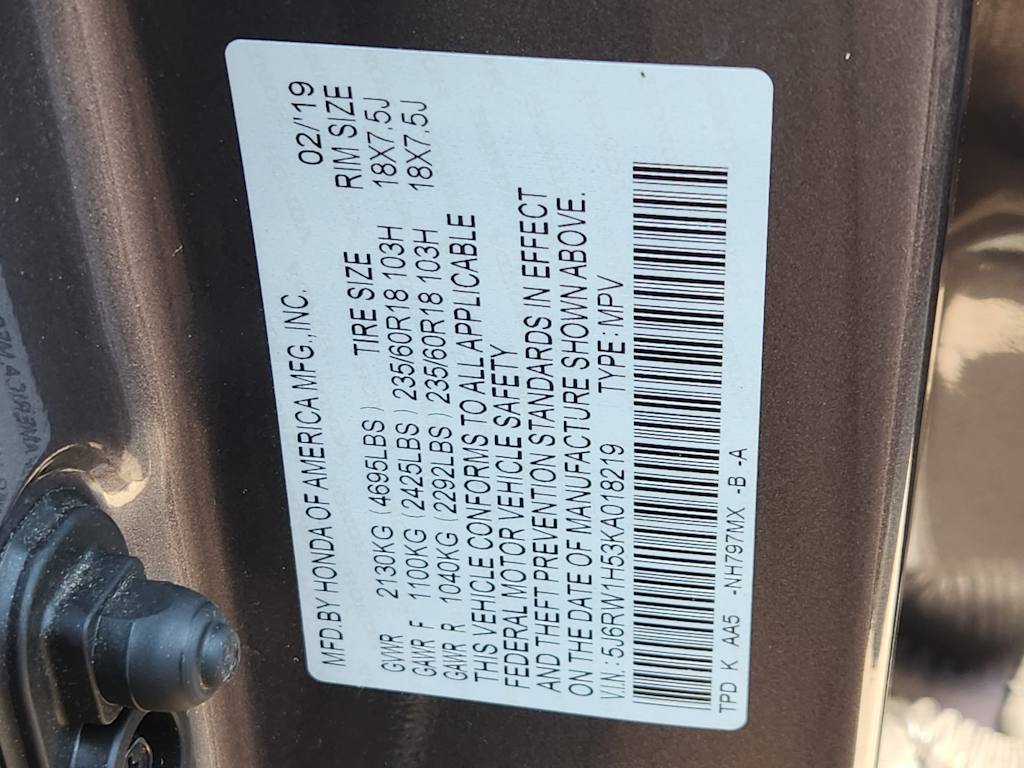 MFD.BY HONDA OF AMERICA MFG.,INC. 02/'19
GVWR 2130KG (4695LBS) TIRE SIZE RIM SIZE
GAWR F 1100KG (2425LBS) 235/60R18 103H 18X7.5J
GAWR R 1040KG (2292LBS) 235/60R18 103H 18X7.5J
THIS VEHICLE CONFORMS TO ALL APPLICABLE
FEDERAL MOTOR VEHICLE SAFETY
AND THEFT PREVENTION STANDARDS IN EFFECT
ON THE DATE OF MANUFACTURE SHOWN ABOVE.
V.I.N.: 5J6RW1H53KA018219 TYPE: MPV
TPD K AA5 -NH797MX -B -A